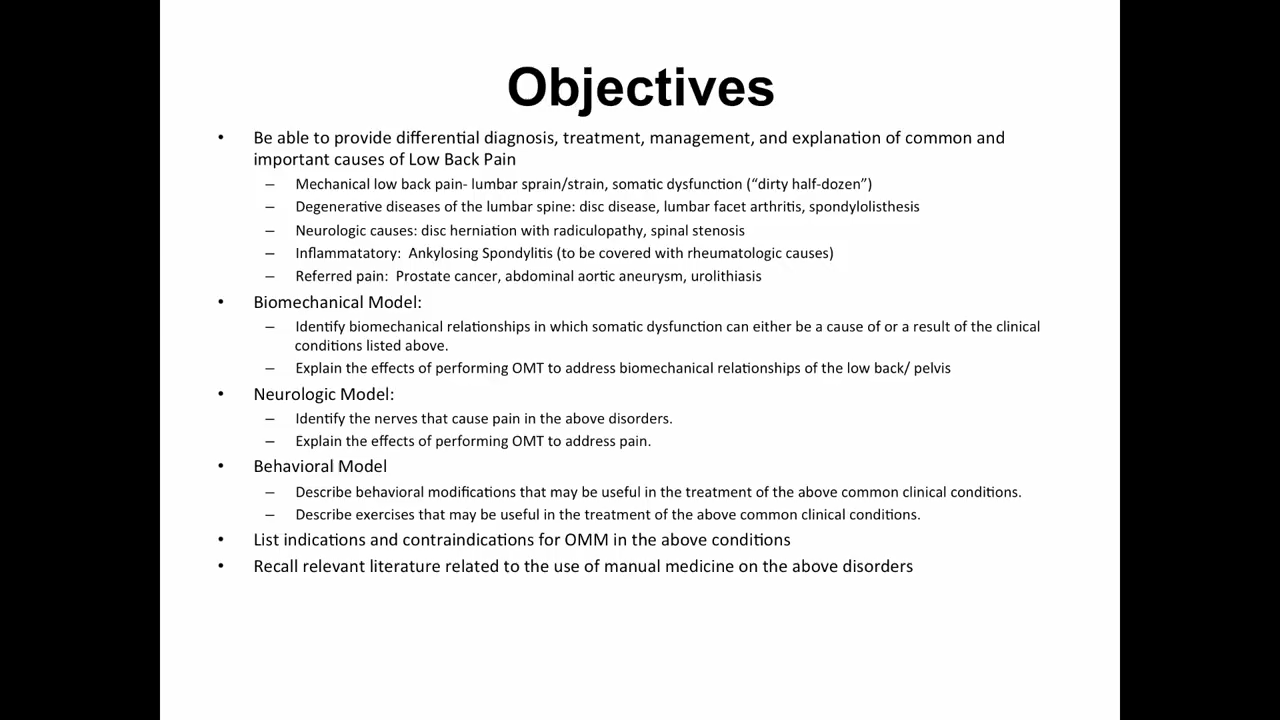 Objectives
• Be able to provide differential diagnosis, treatment, management, and explanation of common and
important causes of Low Back Pain
– Mechanical low back pain- lumbar sprain/strain, somatic dysfunction (“dirty half-dozen”)
– Degenerative diseases of the lumbar spine: disc disease, lumbar facet arthritis, spondylolisthesis
– Neurologic causes: disc herniation with radiculopathy, spinal stenosis
– Inflammatatory:  Ankylosing Spondylitis (to be covered with rheumatologic causes)
– Referred pain:  Prostate cancer, abdominal aortic aneurysm, urolithiasis
• Biomechanical Model:
– Identify biomechanical relationships in which somatic dysfunction can either be a cause of or a result of the clinical
conditions listed above.
– Explain the effects of performing OMT to address biomechanical relationships of the low back/ pelvis
• Neurologic Model:
– Identify the nerves that cause pain in the above disorders.
– Explain the effects of performing OMT to address pain.
• Behavioral Model
– Describe behavioral modifications that may be useful in the treatment of the above common clinical conditions.
– Describe exercises that may be useful in the treatment of the above common clinical conditions.
• List indications and contraindications for OMM in the above conditions
• Recall relevant literature related to the use of manual medicine on the above disorders